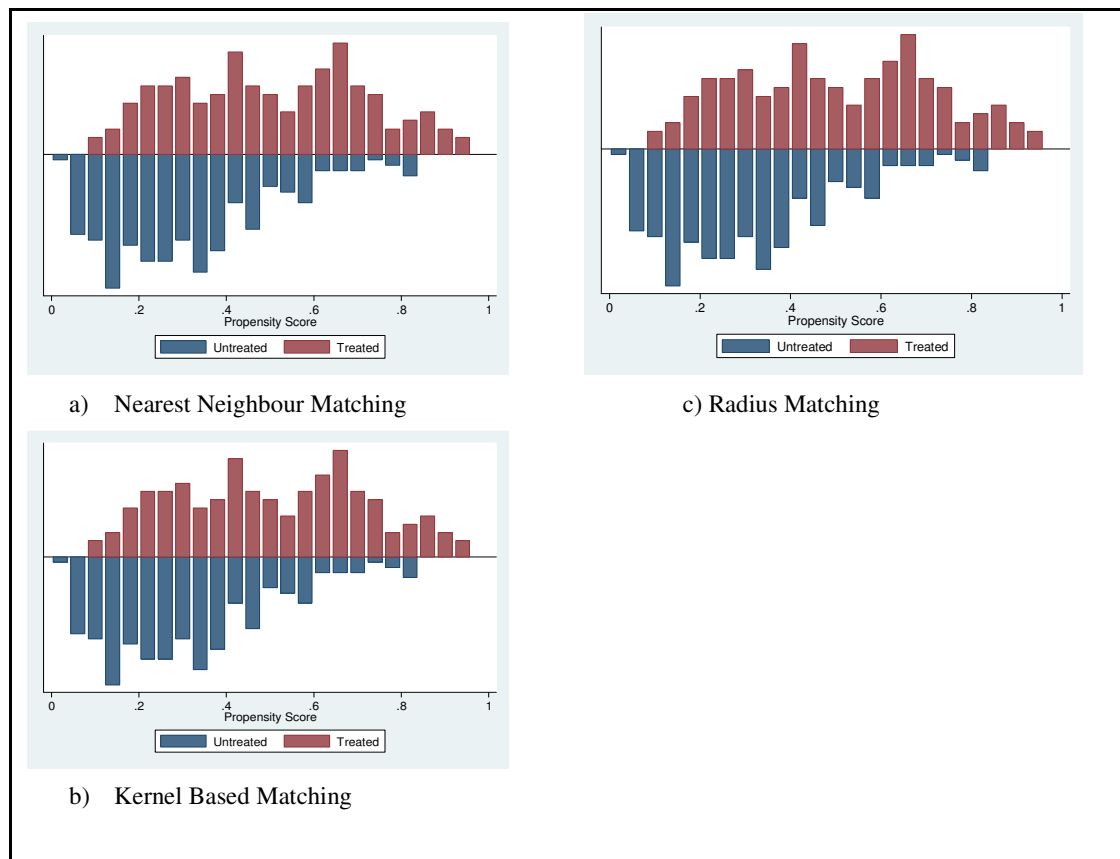 0 .2 .4 .6 .8 1
Propensity Score
Untreated Treated
a) Nearest Neighbour Matching
0 .2 .4 .6 .8 1
Propensity Score
Untreated Treated
c) Radius Matching
0 .2 .4 .6 .8 1
Propensity Score
Untreated Treated
b) Kernel Based Matching